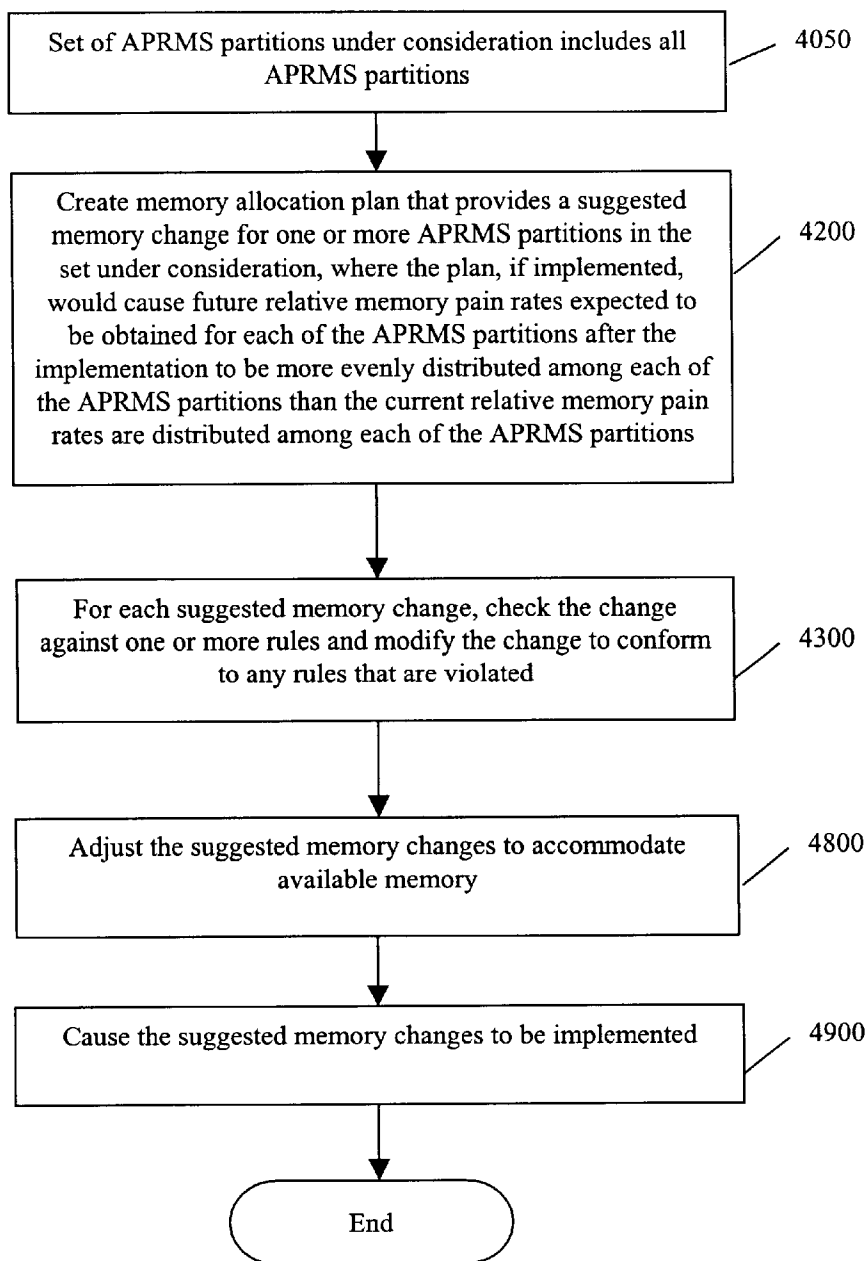 Set of APRMS partitions under consideration includes all
APRMS partitions
4050
Create memory allocation plan that provides a suggested
memory change for one or more APRMS partitions in the
set under consideration, where the plan, if implemented,
would cause future relative memory pain rates expected to
be obtained for each of the APRMS partitions after the
implementation to be more evenly distributed among each of
the APRMS partitions than the current relative memory pain
rates are distributed among each of the APRMS partitions
4200
For each suggested memory change, check the change
against one or more rules and modify the change to conform
to any rules that are violated
4300
Adjust the suggested memory changes to accommodate
available memory
4800
Cause the suggested memory changes to be implemented
4900
End